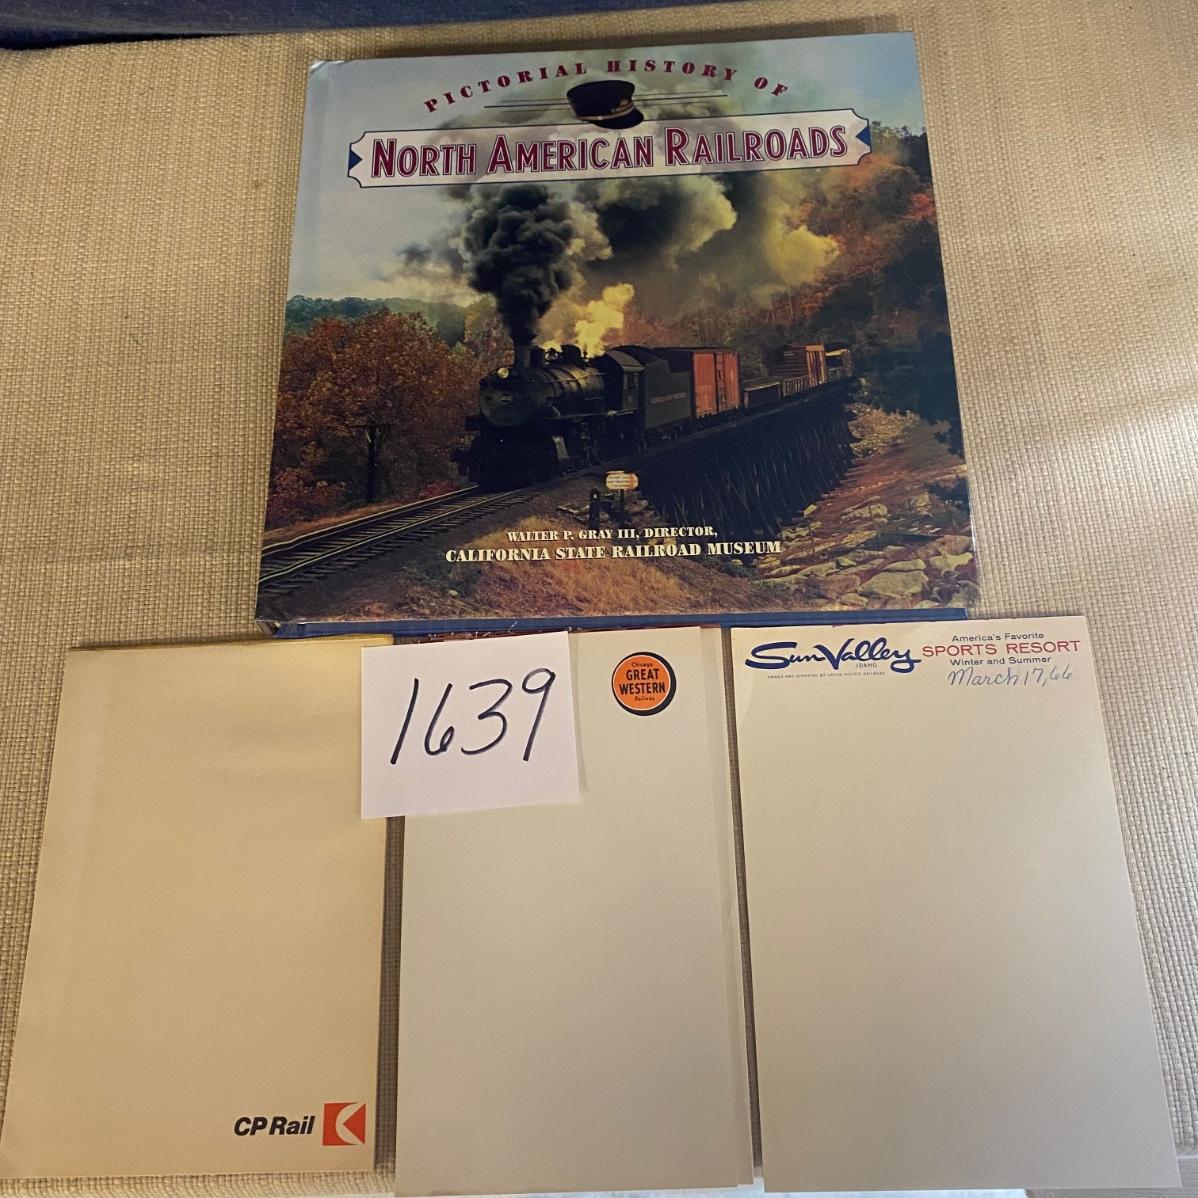 PICTORIAL HISTORY OF
NORTH AMERICAN RAILROADS
WALTER P. GRAY III, DIRECTOR,
CALIFORNIA STATE RAILROAD MUSEUM
1639
CP Rail
Chicago
GREAT
WESTERN
Railway
Sun Valley
IDAHO
OWNED AND OPERATED BY UNION PACIFIC RAILROAD
America's Favorite
SPORTS RESORT
Winter and Summer
March 17, 66